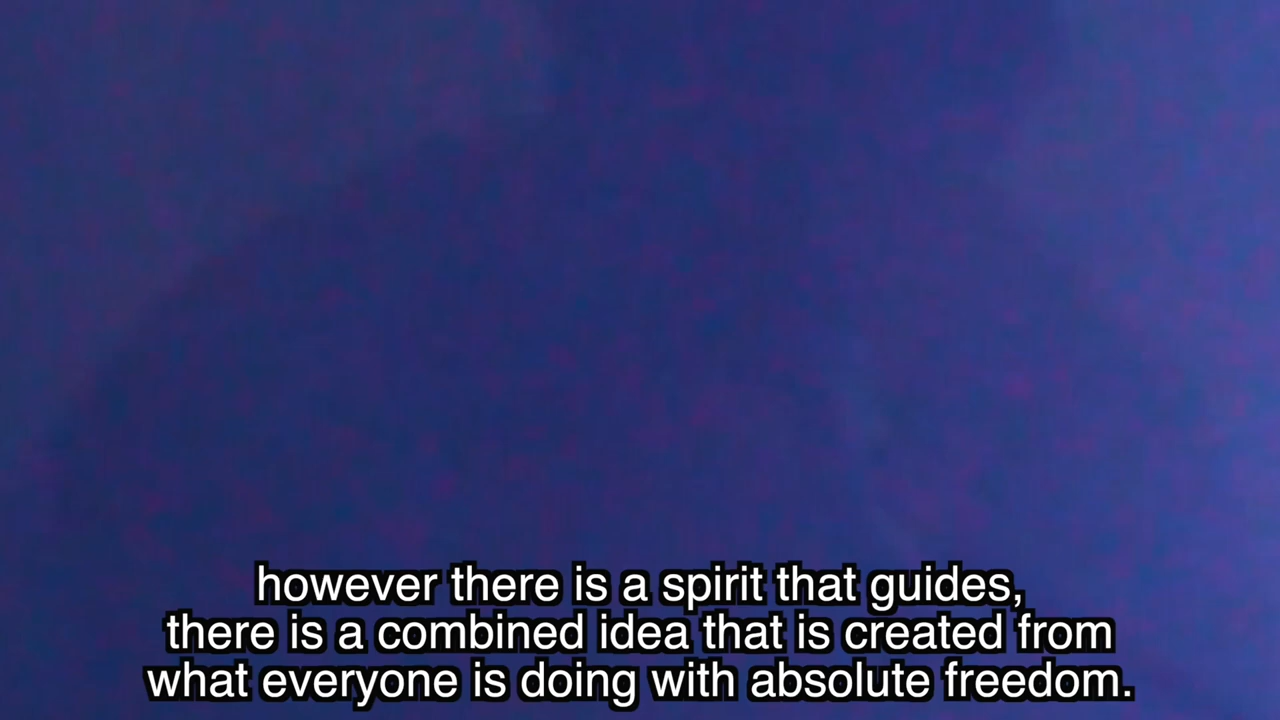 however there is a spirit that guides,
there is a combined idea that is created from
what everyone is doing with absolute freedom.